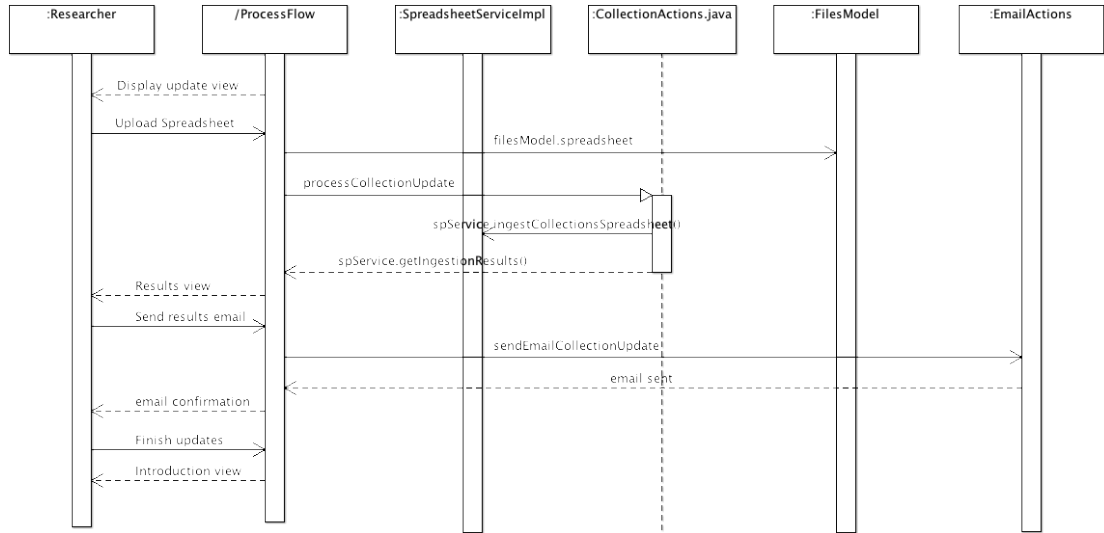 :Researcher
/ProcessFlow
:SpreadsheetServiceImpl
:CollectionActions.java
:FilesModel
:EmailActions
Display update view
Upload Spreadsheet
filesModel.spreadsheet
processCollectionUpdate
spService.ingestCollectionsSpreadsheet()
spService.getIngestionResults()
Results view
Send results email
sendEmailCollectionUpdate
email sent
email confirmation
Finish updates
Introduction view